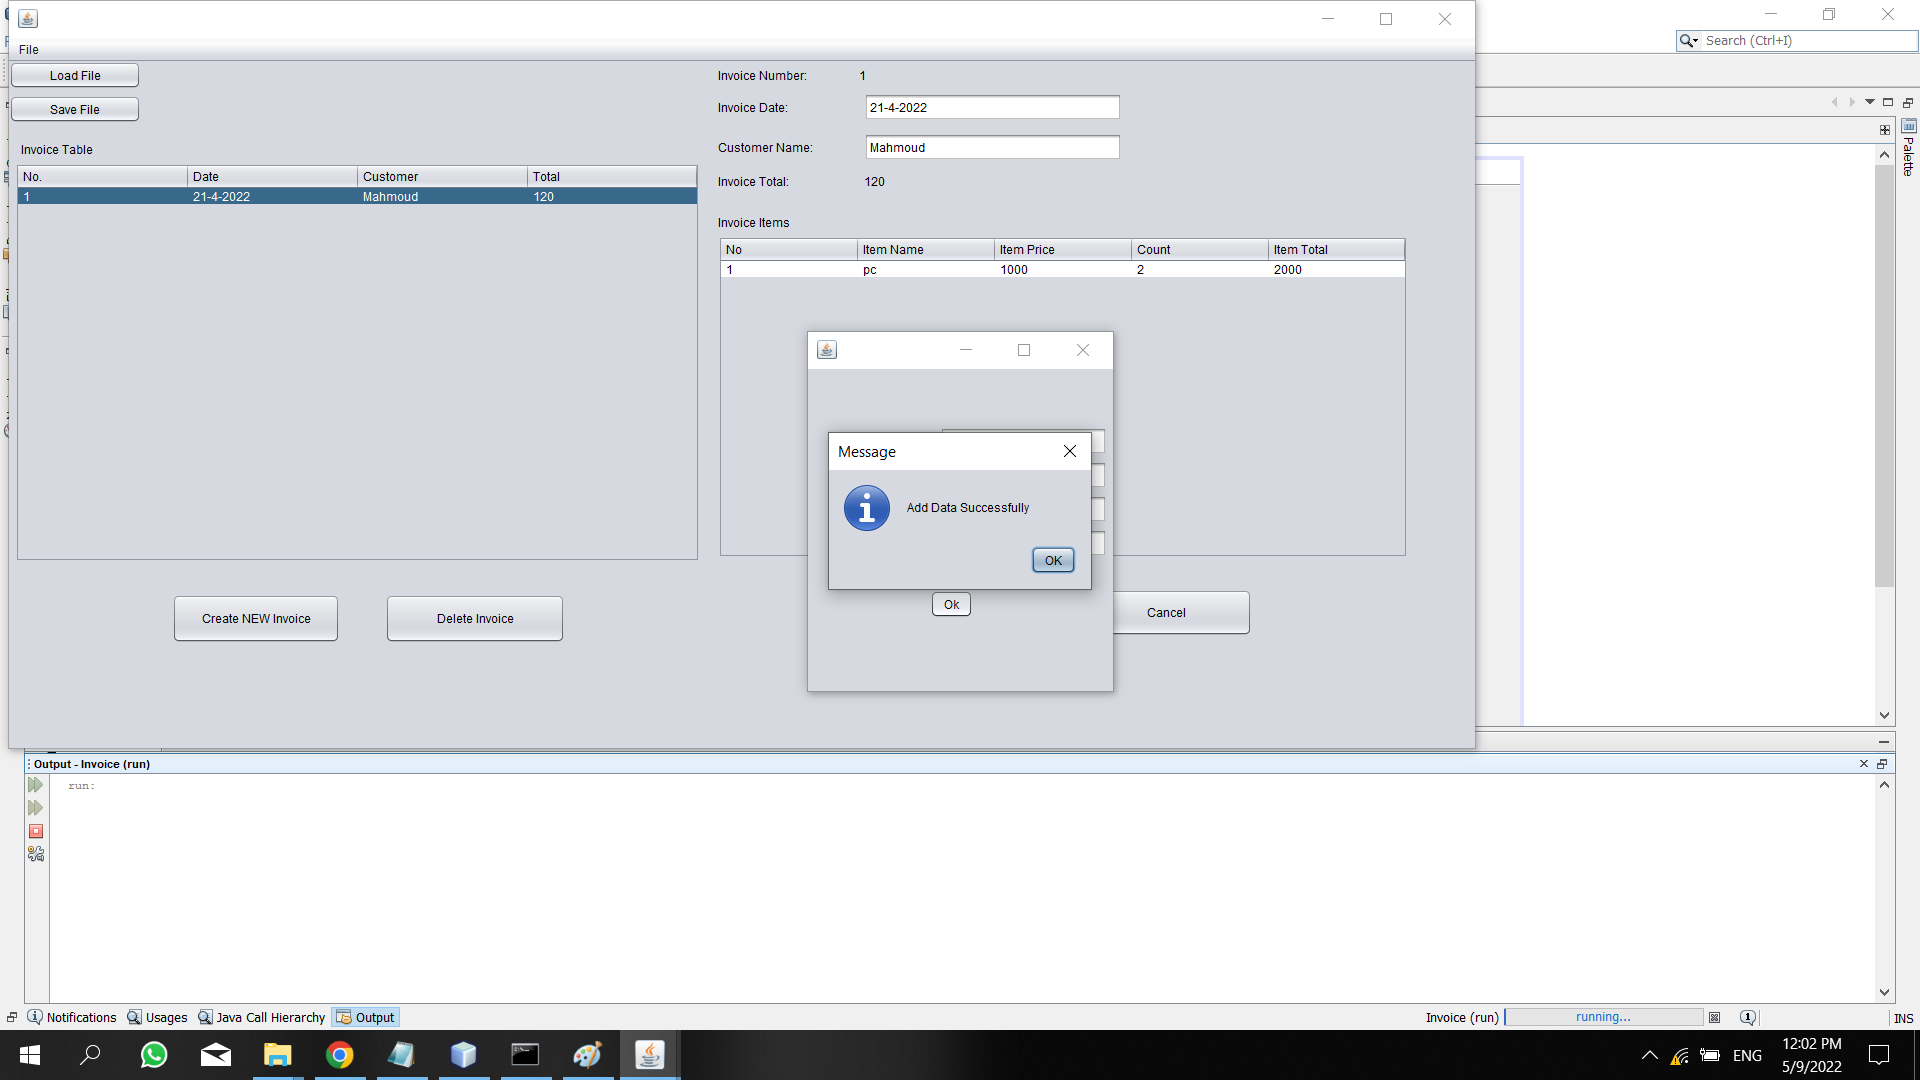 File
Search (Ctrl+I)
Load File
Save File
Invoice Table
No. Date Customer Total
1 21-4-2022 Mahmoud 120
Invoice Number: 1
Invoice Date: 21-4-2022
Customer Name: Mahmoud
Invoice Total: 120
Invoice Items
No Item Name Item Price Count Item Total
1 pc 1000 2 2000
Palette
Message
Add Data Successfully
OK
Ok
Create NEW Invoice
Delete Invoice
Cancel
Output - Invoice (run)
run:
Notifications Usages Java Call Hierarchy Output
Invoice (run) running... INS
ENG
12:02 PM
5/9/2022